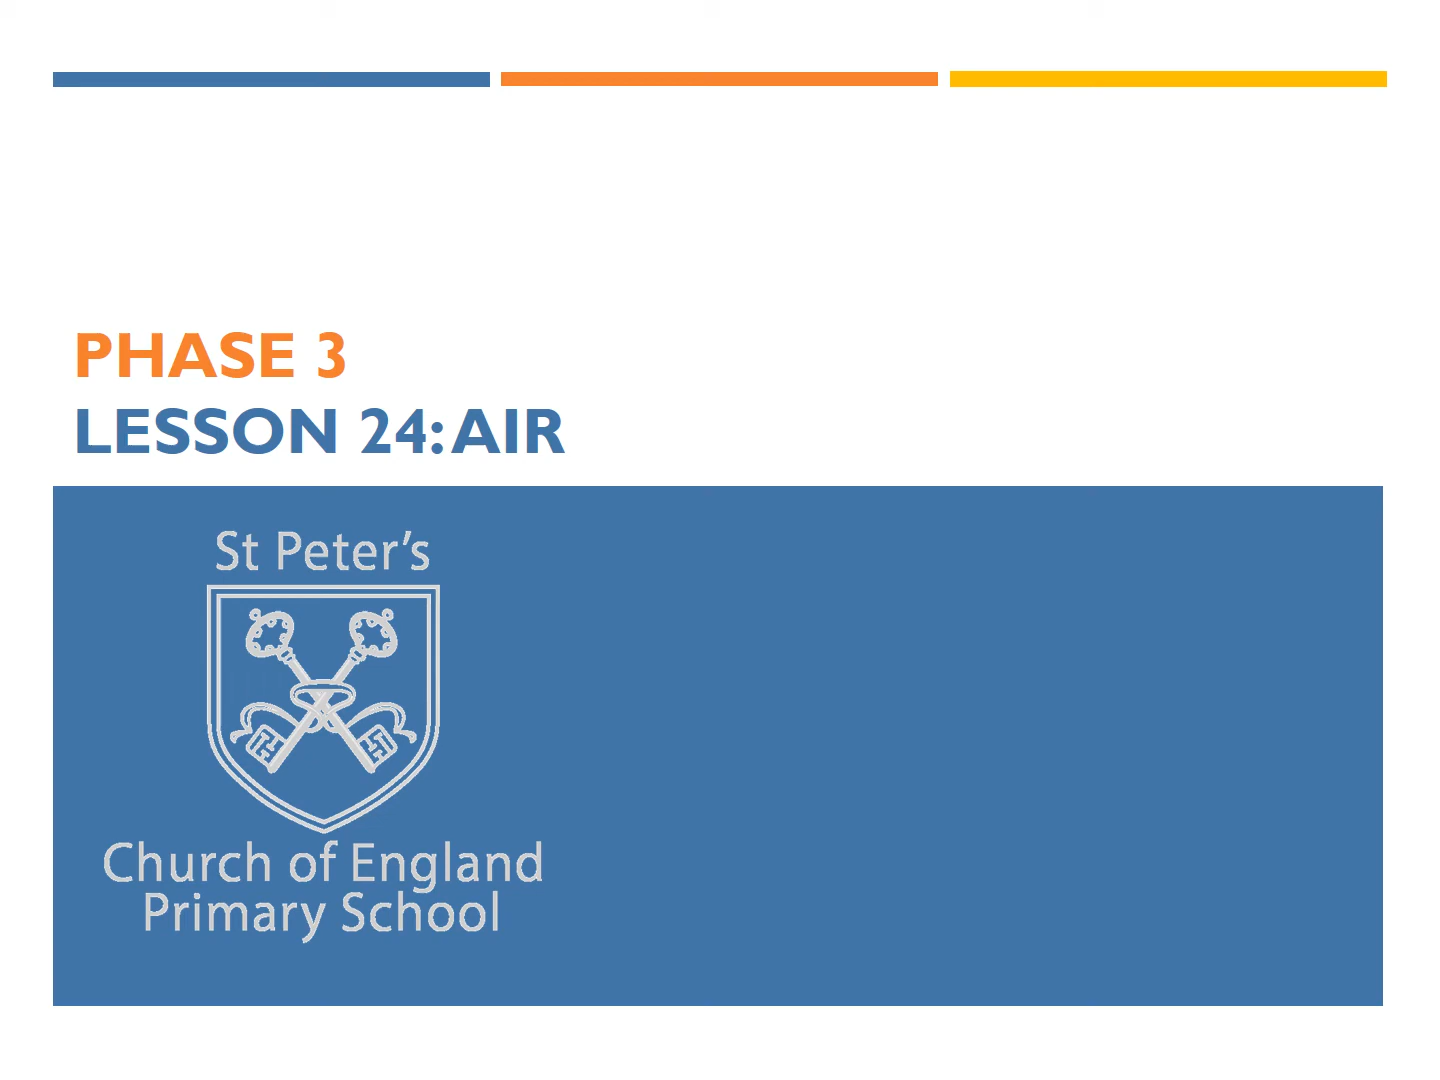 PHASE 3
LESSON 24: AIR
St Peter's
Church of England
Primary School